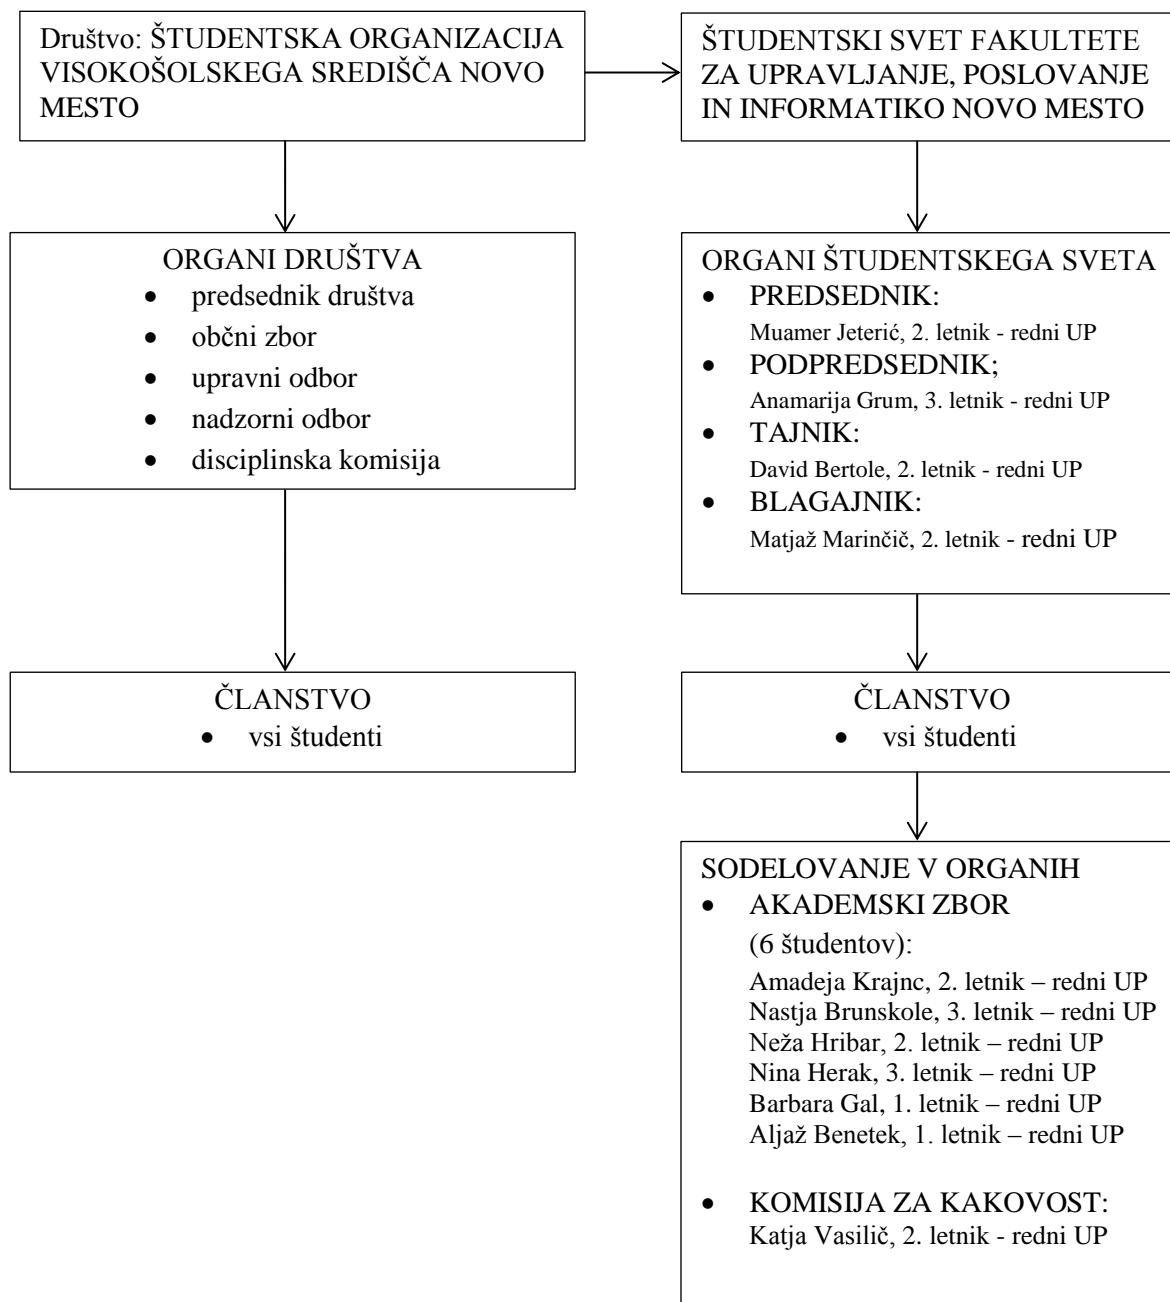 Društvo: ŠTUDENTSKA ORGANIZACIJA
VISOKOŠOLSKEGA SREDIŠČA NOVO
MESTO
ŠTUDENTSKI SVET FAKULTETE
ZA UPRAVLJANJE, POSLOVANJE
IN INFORMATIKO NOVO MESTO
ORGANI DRUŠTVA
• predsednik društva
• občni zbor
• upravni odbor
• nadzorni odbor
• disciplinska komisija
ORGANI ŠTUDENTSKEGA SVETA
• PREDSEDNIK:
Muamer Jeterić, 2. letnik - redni UP
• PODPREDSEDNIK;
Anamarija Grum, 3. letnik - redni UP
• TAJNIK:
David Bertole, 2. letnik - redni UP
• BLAGAJNIK:
Matjaž Marinčič, 2. letnik - redni UP
ČLANSTVO
• vsi študenti
ČLANSTVO
• vsi študenti
SODELOVANJE V ORGANIH
• AKADEMSKI ZBOR
(6 študentov):
Amadeja Krajnc, 2. letnik – redni UP
Nastja Brunskole, 3. letnik – redni UP
Neža Hribar, 2. letnik – redni UP
Nina Herak, 3. letnik – redni UP
Barbara Gal, 1. letnik – redni UP
Aljaž Benetek, 1. letnik – redni UP
• KOMISIJA ZA KAKOVOST:
Katja Vasilič, 2. letnik - redni UP